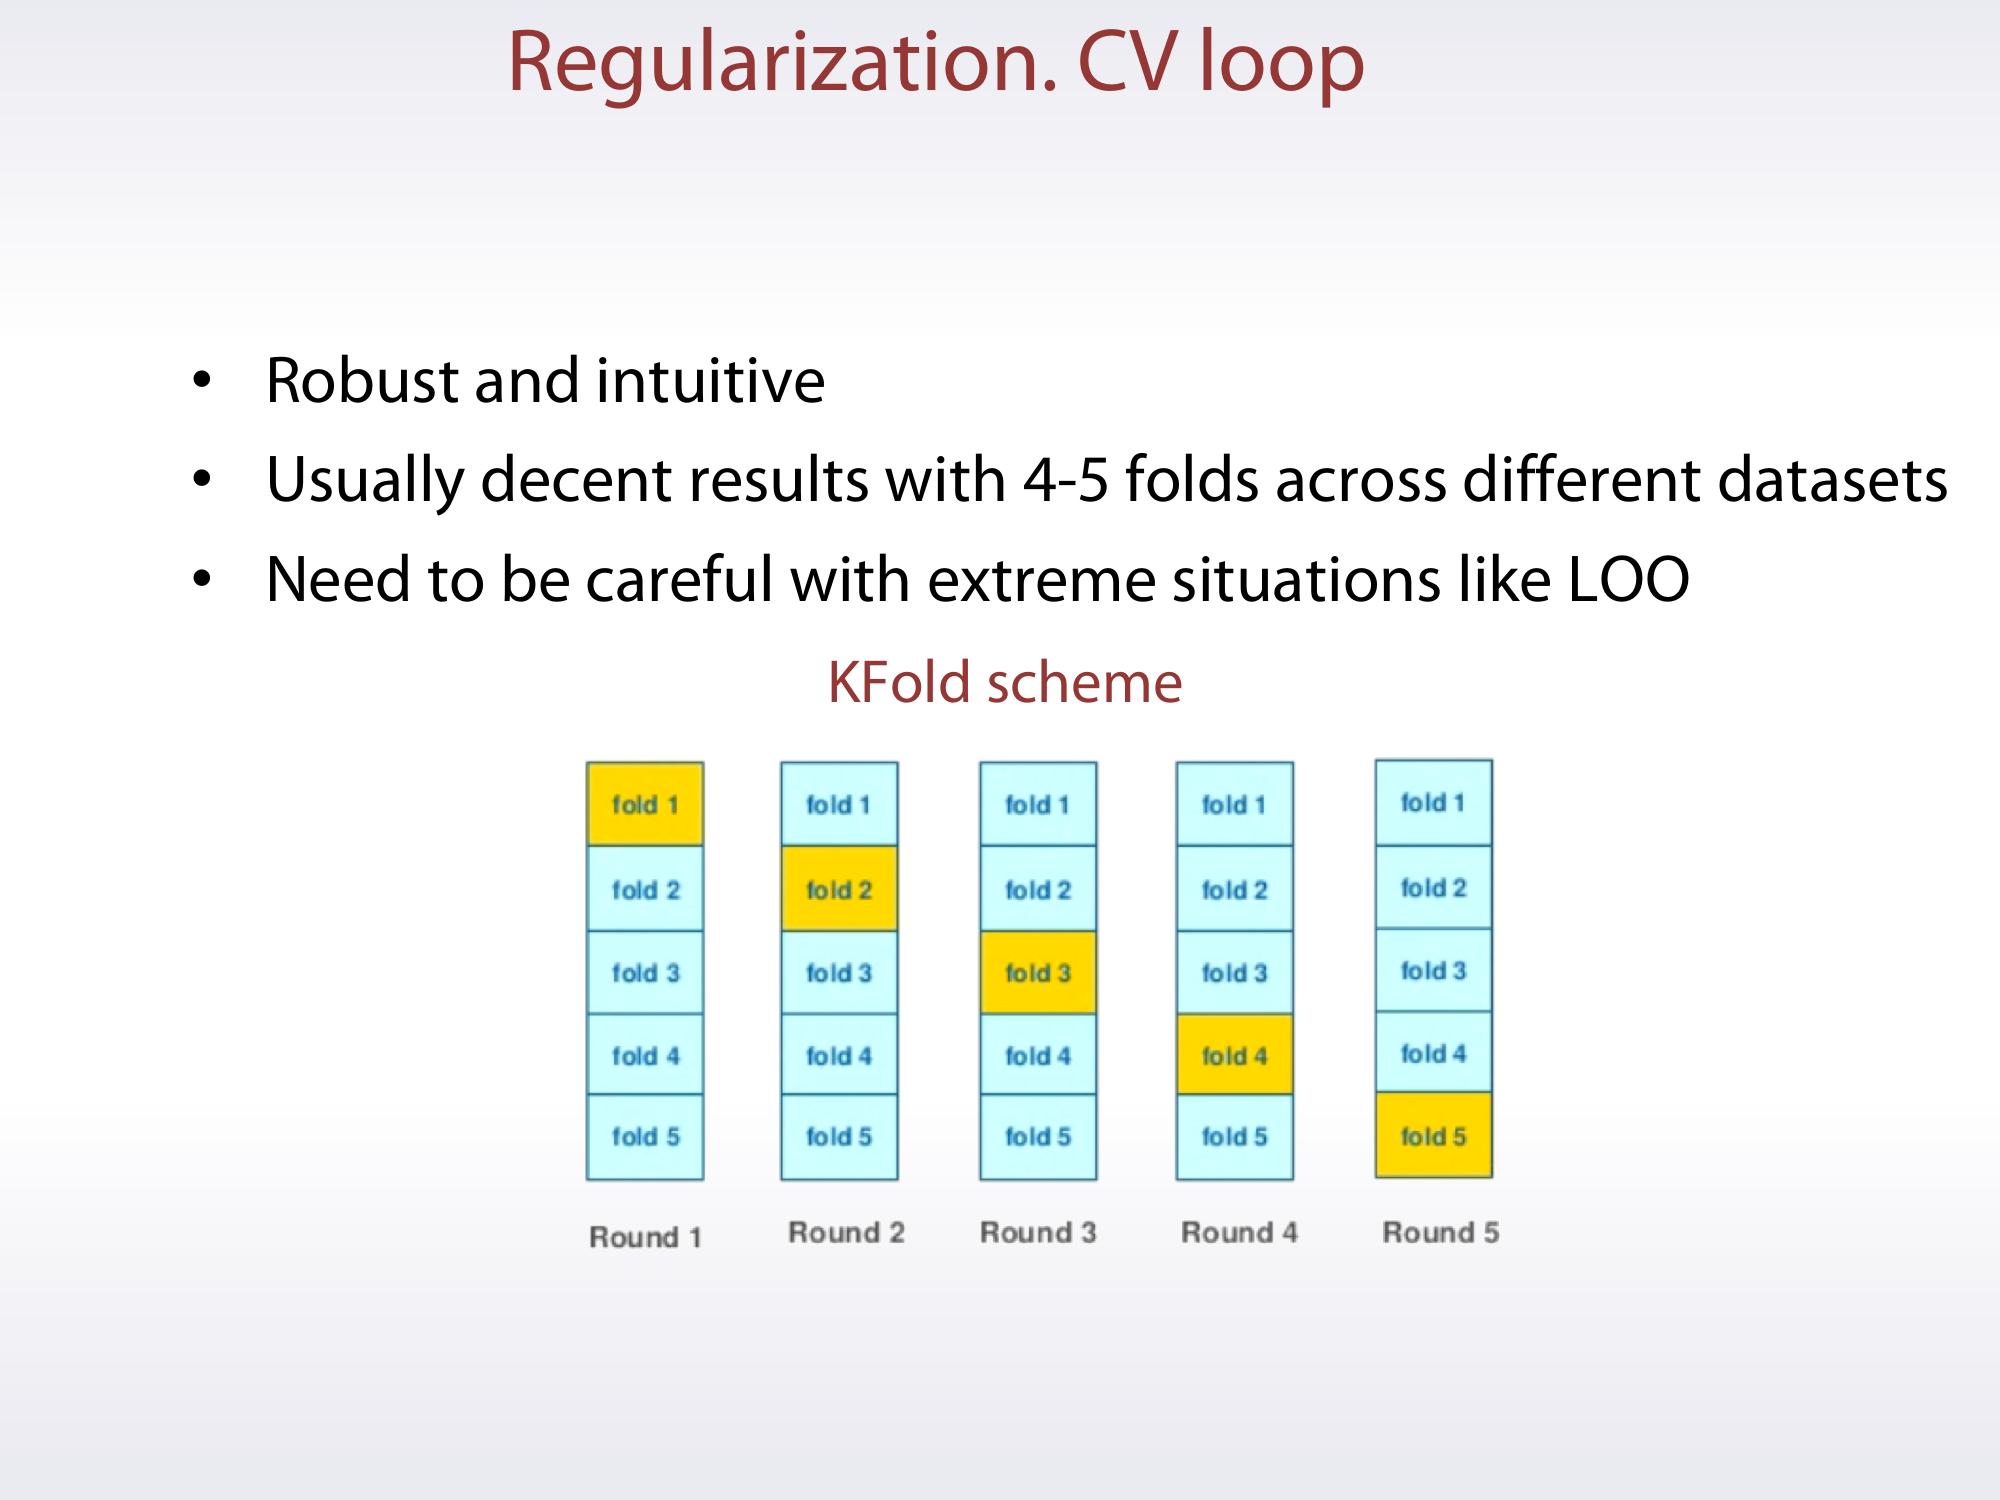 Regularization. CV loop
• Robust and intuitive
• Usually decent results with 4-5 folds across different datasets
• Need to be careful with extreme situations like LOO
KFold scheme
fold 1 fold 1 fold 1 fold 1 fold 1
fold 2 fold 2 fold 2 fold 2 fold 2
fold 3 fold 3 fold 3 fold 3 fold 3
fold 4 fold 4 fold 4 fold 4 fold 4
fold 5 fold 5 fold 5 fold 5 fold 5
Round 1 Round 2 Round 3 Round 4 Round 5